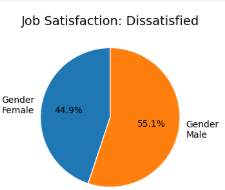 Job Satisfaction: Dissatisfied
Gender
Female
44.9%
55.1%
Gender
Male